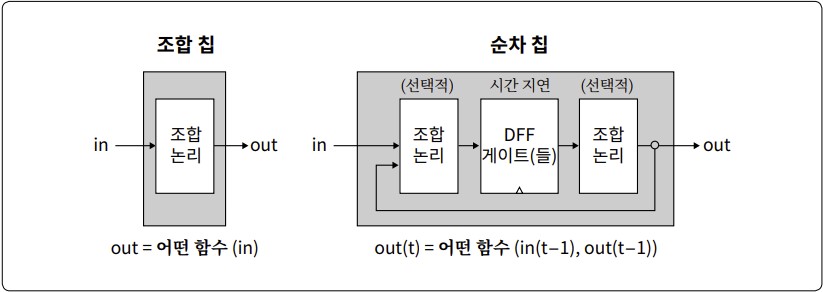 조합 칩
in
조합
논리
out
out = 어떤 함수 (in)
순차 칩
(선택적)
시간 지연
(선택적)
in
조합
논리
DFF
게이트(들)
조합
논리
out
out(t) = 어떤 함수 (in(t−1), out(t−1))